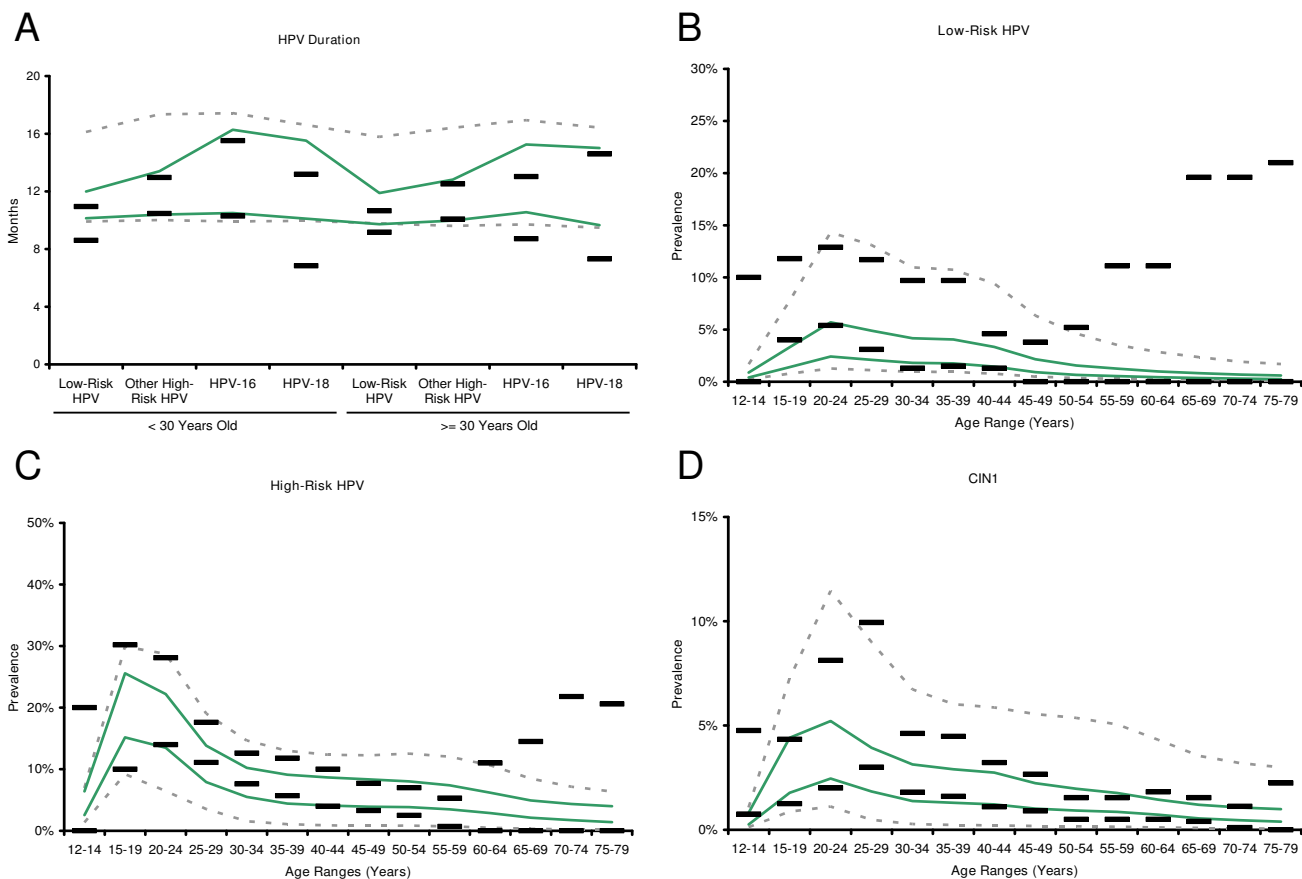 A
HPV Duration
20
16
12
8
4
0
Months
Low-Risk HPV
Other High-Risk HPV
HPV-16
HPV-18
Low-Risk HPV
Other High-Risk HPV
HPV-16
HPV-18
< 30 Years Old
>= 30 Years Old
B
Low-Risk HPV
30%
25%
20%
15%
10%
5%
0%
Prevalence
12-14 15-19 20-24 25-29 30-34 35-39 40-44 45-49 50-54 55-59 60-64 65-69 70-74 75-79
Age Range (Years)
C
High-Risk HPV
50%
40%
30%
20%
10%
0%
Prevalence
12-14 15-19 20-24 25-29 30-34 35-39 40-44 45-49 50-54 55-59 60-64 65-69 70-74 75-79
Age Ranges (Years)
D
CIN1
15%
10%
5%
0%
Prevalence
12-14 15-19 20-24 25-29 30-34 35-39 40-44 45-49 50-54 55-59 60-64 65-69 70-74 75-79
Age Ranges (Years)